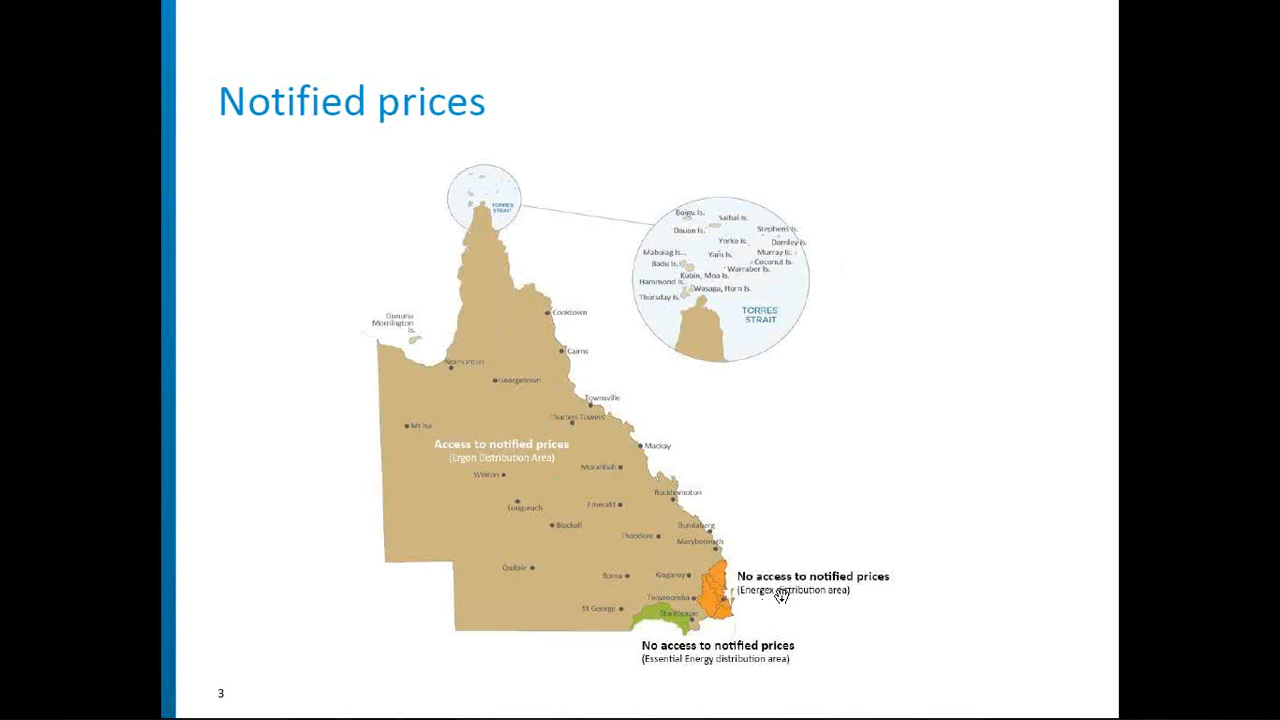 Notified prices
TORRES
STRAIT
Boigu Is.
Saibai Is.
Dauan Is.
Stephens Is.
Yorke Is.
Darnley Is.
Mabuiag Is.
Yam Is.
Murray Is.
Badu Is.
Coconut Is.
Warraber Is.
Kubin, Moa Is.
Hammond Is.
Wasaga, Horn Is.
Thursday Is.
TORRES
STRAIT
Gununa
Mornington
Is.
Cooktown
Cairns
Normanton
Georgetown
Townsville
Charters Towers
Mt Isa
Access to notified prices
(Ergon Distribution Area)
Mackay
Moranbah
Winton
Rockhampton
Longreach
Emerald
Blackall
Bundaberg
Theodore
Maryborough
Quilpie
Roma
Kingaroy
No access to notified prices
(Energex distribution area)
Toowoomba
St George
Stanthorpe
No access to notified prices
(Essential Energy distribution area)
3